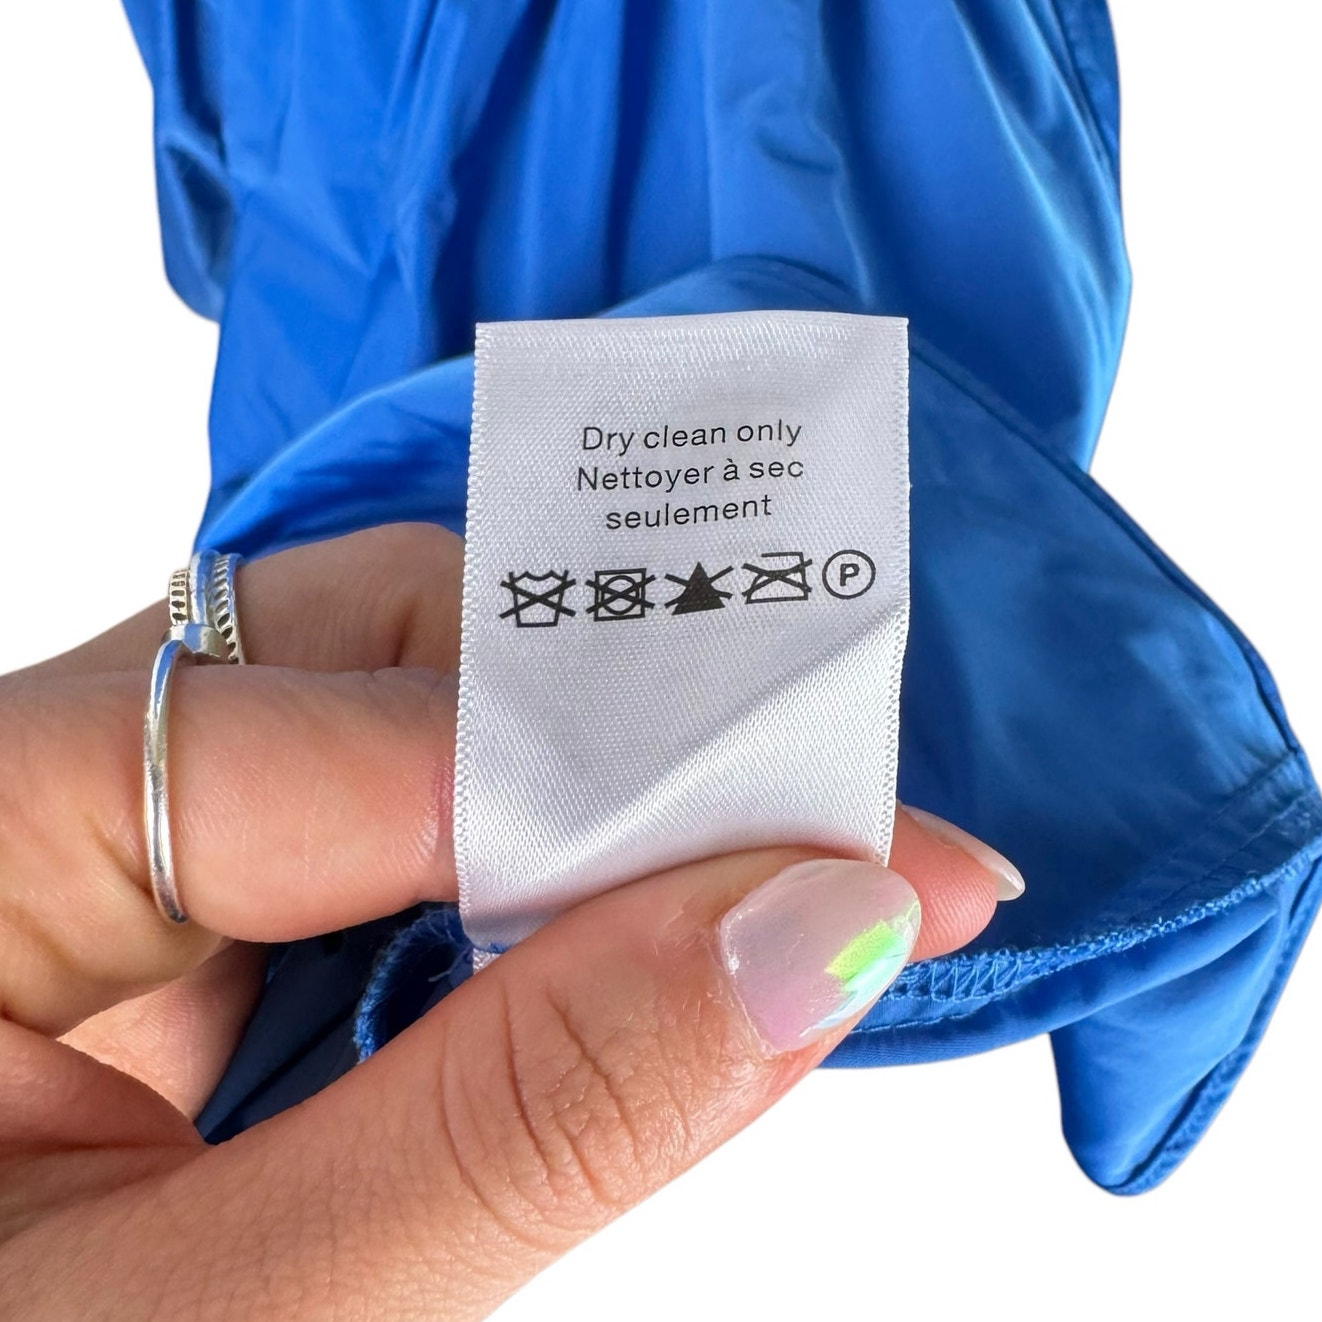 Dry clean only
Nettoyer à sec
seulement
P